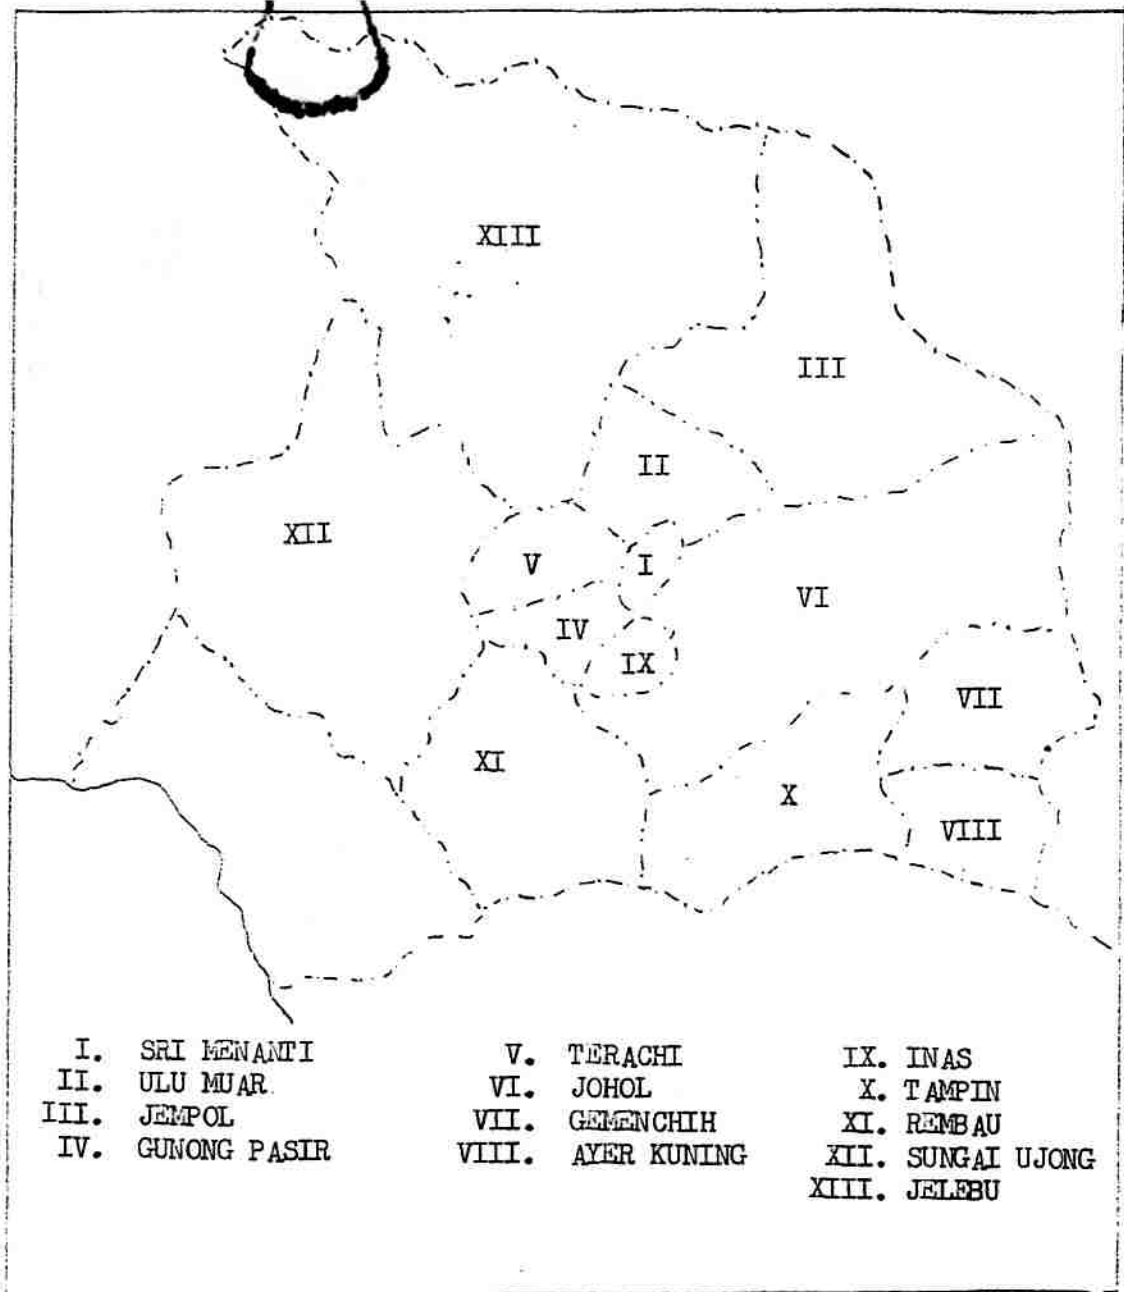 XIII
III
II
XII
V
I
VI
IV
IX
VII
XI
X
VIII
I. SRI MENANTI
II. ULU MUAR
III. JEMPOL
IV. GUNONG PASIR
V. TERACHI
VI. JOHOL
VII. GEMENCHIH
VIII. AYER KUNING
IX. INAS
X. TAMPIN
XI. REMBAU
XII. SUNGAI UJONG
XIII. JELEBU